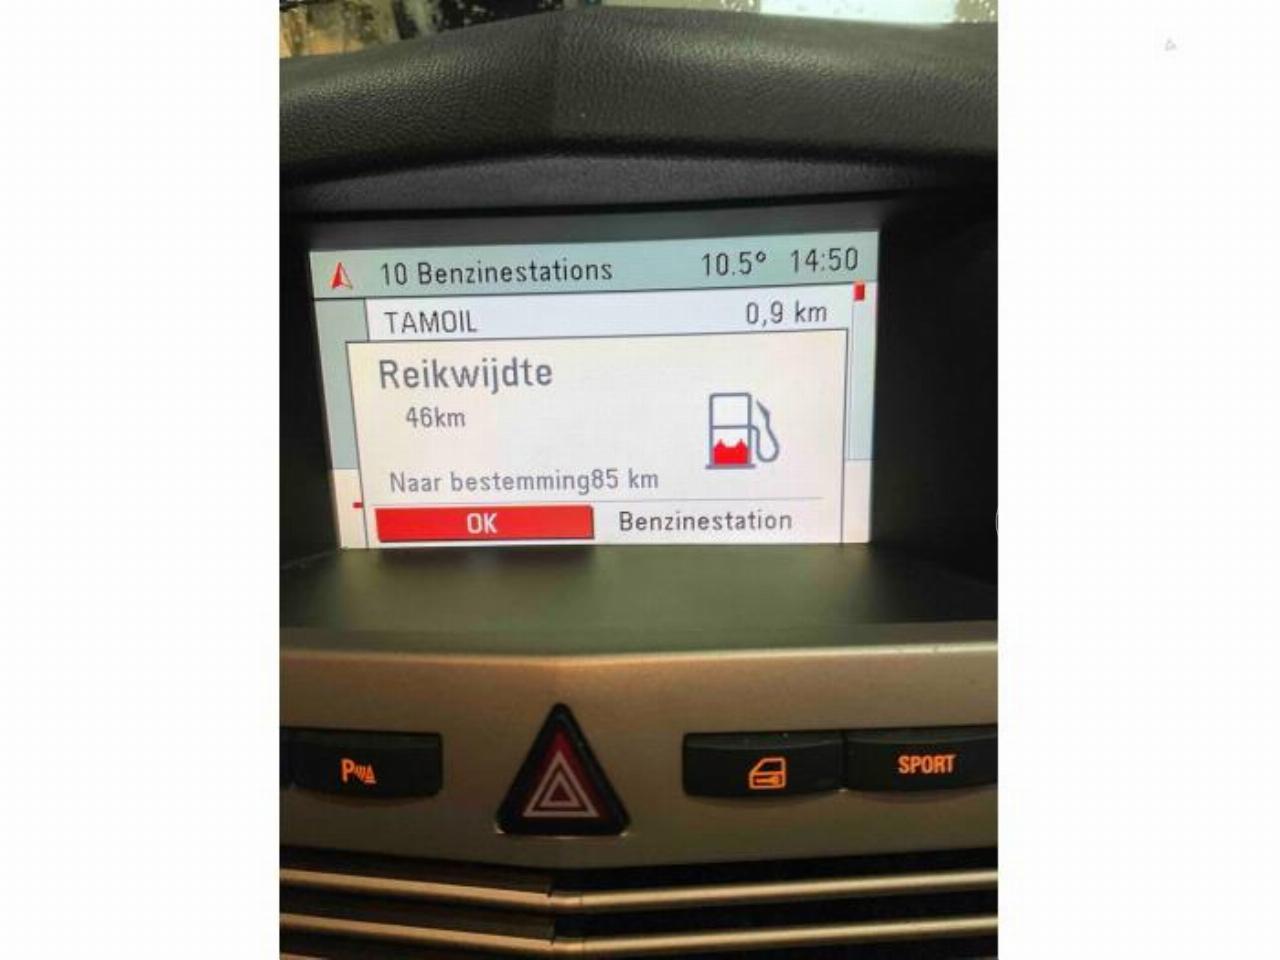 10 Benzinestations 10.5° 14:50
TAMOIL 0,9 km
Reikwijdte
46km
Naar bestemming85 km
OK Benzinestation
P
SPORT